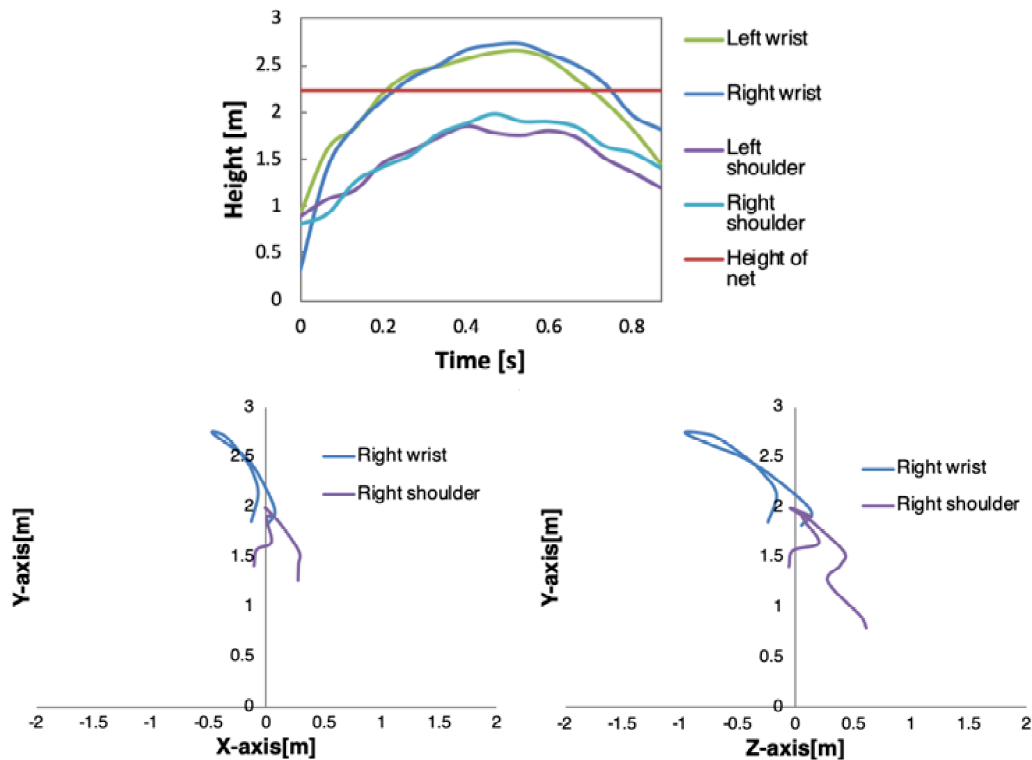 3
2.5
2
1.5
1
0.5
0
Height [m]
0
0.2
0.4
0.6
0.8
Time [s]
Left wrist
Right wrist
Left
shoulder
Right
shoulder
Height of
net
3
2.5
2
1.5
1
0.5
0
Y-axis[m]
-2
-1.5
-1
-0.5
0
0.5
1
1.5
2
X-axis[m]
Right wrist
Right shoulder
3
2.5
2
1.5
1
0.5
0
Y-axis[m]
-2
-1.5
-1
-0.5
0
0.5
1
1.5
2
Z-axis[m]
Right wrist
Right shoulder